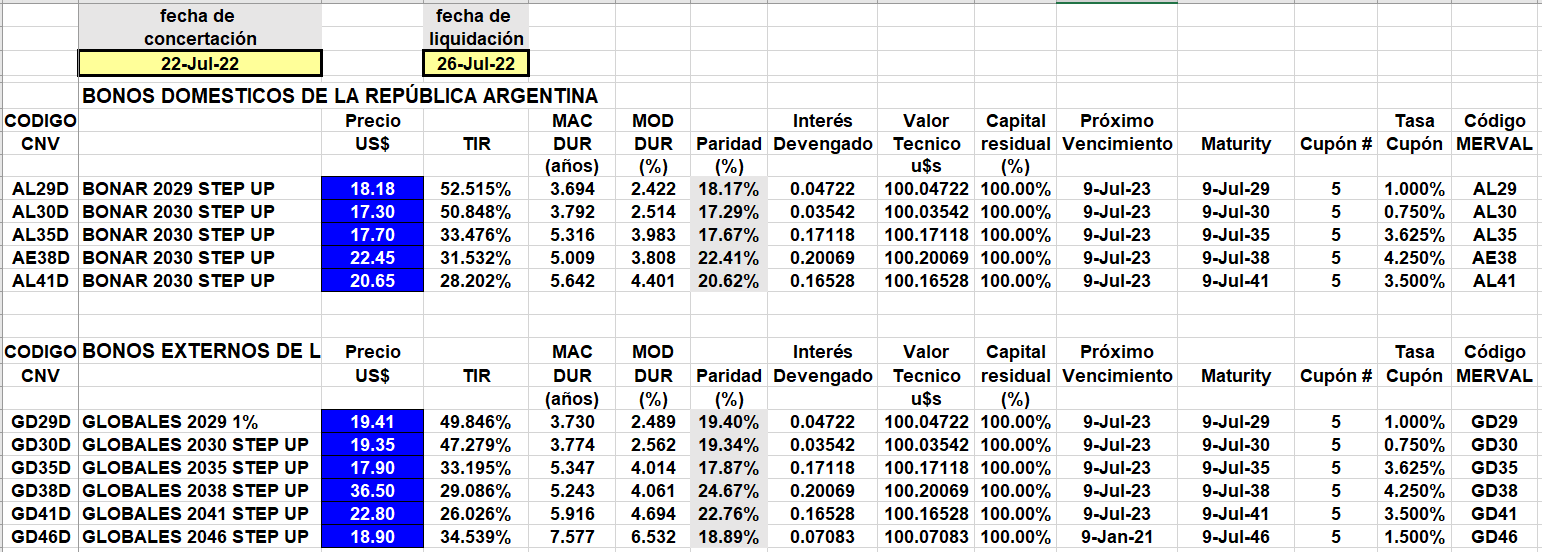 fecha de concertación fecha de liquidación
22-Jul-22 26-Jul-22
BONOS DOMESTICOS DE LA REPÚBLICA ARGENTINA
CODIGO Precio MAC MOD Interés Valor Capital Próximo Tasa Código
CNV US$ TIR DUR DUR Paridad Devengado Tecnico residual Vencimiento Maturity Cupón # Cupón MERVAL
(años) (%) (%) u$s (%)
AL29D BONAR 2029 STEP UP 18.18 52.515% 3.694 2.422 18.17% 0.04722 100.04722 100.00% 9-Jul-23 9-Jul-29 5 1.000% AL29
AL30D BONAR 2030 STEP UP 17.30 50.848% 3.792 2.514 17.29% 0.03542 100.03542 100.00% 9-Jul-23 9-Jul-30 5 0.750% AL30
AL35D BONAR 2030 STEP UP 17.70 33.476% 5.316 3.983 17.67% 0.17118 100.17118 100.00% 9-Jul-23 9-Jul-35 5 3.625% AL35
AE38D BONAR 2030 STEP UP 22.45 31.532% 5.009 3.808 22.41% 0.20069 100.20069 100.00% 9-Jul-23 9-Jul-38 5 4.250% AE38
AL41D BONAR 2030 STEP UP 20.65 28.202% 5.642 4.401 20.62% 0.16528 100.16528 100.00% 9-Jul-23 9-Jul-41 5 3.500% AL41
CODIGO BONOS EXTERNOS DE L Precio MAC MOD Interés Valor Capital Próximo Tasa Código
CNV US$ TIR DUR DUR Paridad Devengado Tecnico residual Vencimiento Maturity Cupón # Cupón MERVAL
(años) (%) (%) u$s (%)
GD29D GLOBALES 2029 1% 19.41 49.846% 3.730 2.489 19.40% 0.04722 100.04722 100.00% 9-Jul-23 9-Jul-29 5 1.000% GD29
GD30D GLOBALES 2030 STEP UP 19.35 47.279% 3.774 2.562 19.34% 0.03542 100.03542 100.00% 9-Jul-23 9-Jul-30 5 0.750% GD30
GD35D GLOBALES 2035 STEP UP 17.90 33.195% 5.347 4.014 17.87% 0.17118 100.17118 100.00% 9-Jul-23 9-Jul-35 5 3.625% GD35
GD38D GLOBALES 2038 STEP UP 36.50 29.086% 5.243 4.061 24.67% 0.20069 100.20069 100.00% 9-Jul-23 9-Jul-38 5 4.250% GD38
GD41D GLOBALES 2041 STEP UP 22.80 26.026% 5.916 4.694 22.76% 0.16528 100.16528 100.00% 9-Jul-23 9-Jul-41 5 3.500% GD41
GD46D GLOBALES 2046 STEP UP 18.90 34.539% 7.577 6.532 18.89% 0.07083 100.07083 100.00% 9-Jan-21 9-Jul-46 5 1.500% GD46